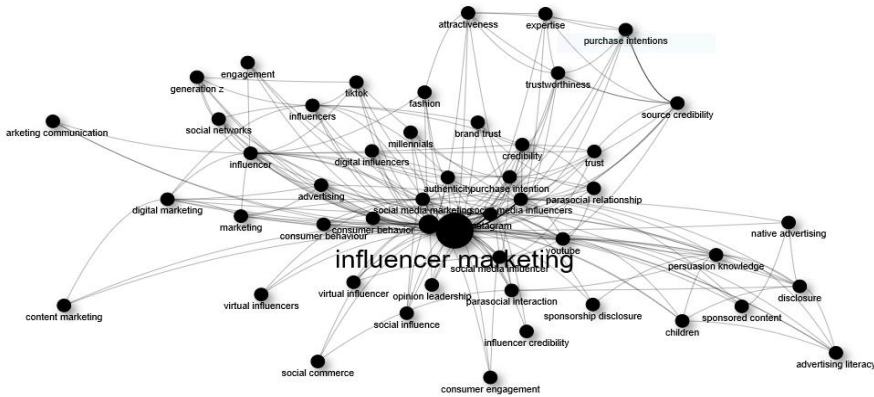 attractiveness
expertise
purchase intentions
engagement
generation z
tiktok
trustworthiness
fashion
source credibility
influencers
social networks
arketing communication
millennials
brand trust
credibility
trust
influencer
digital influencers
authenticity
purchase intention
advertising
parasocial relationship
digital marketing
social media marketing
social media influencers
marketing
consumer behaviour
consumer behavior
native advertising
youtube
influencer marketing
social media influencer
persuasion knowledge
virtual influencers
virtual influencer
opinion leadership
parasocial interaction
disclosure
content marketing
social influence
sponsorship disclosure
sponsored content
children
influencer credibility
advertising literacy
social commerce
consumer engagement